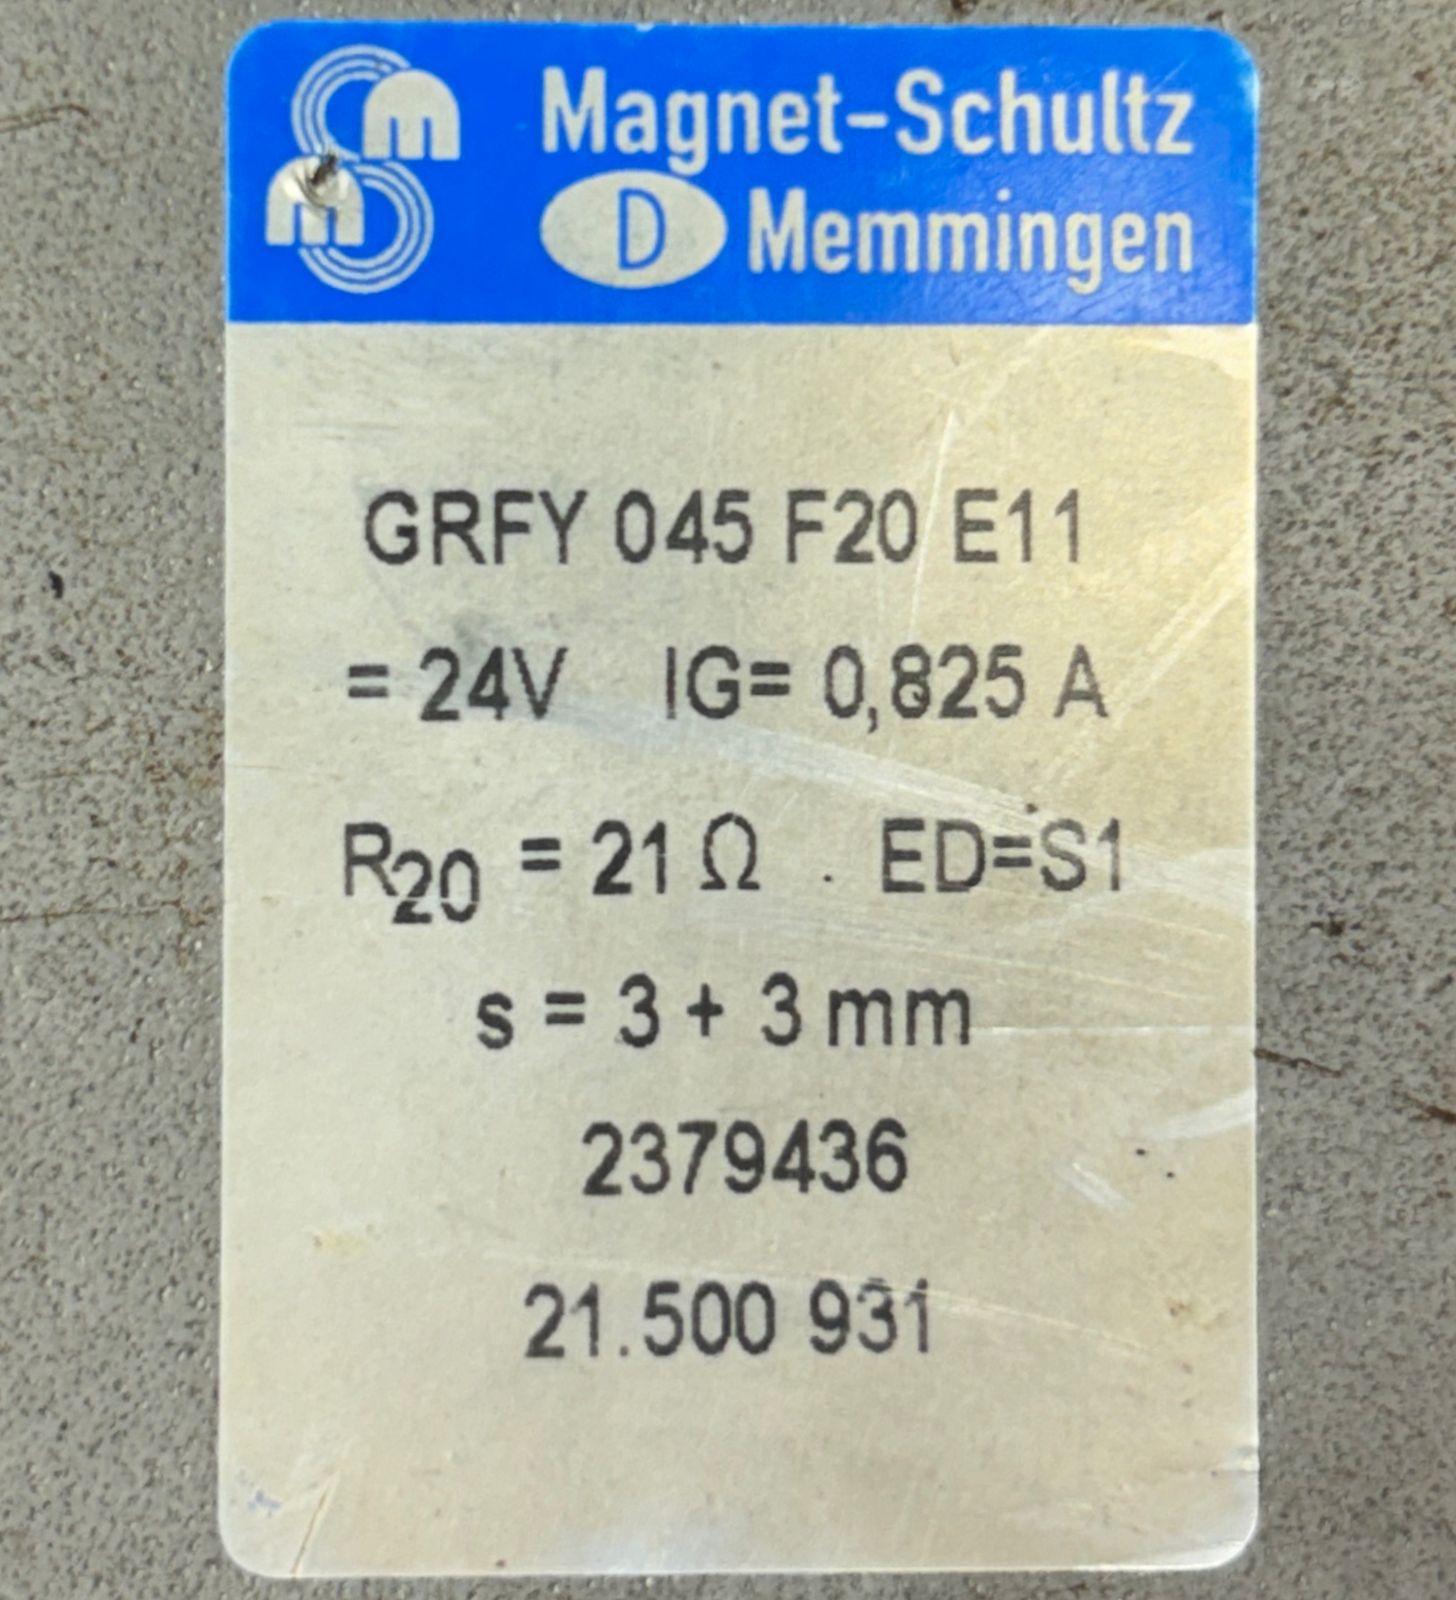 mm
Magnet-Schultz
D Memmingen
GRFY 045 F20 E11
= 24V IG= 0,825 A
R₂₀ = 21 Ω . ED=S1
s = 3 + 3 mm
2379436
21.500 931